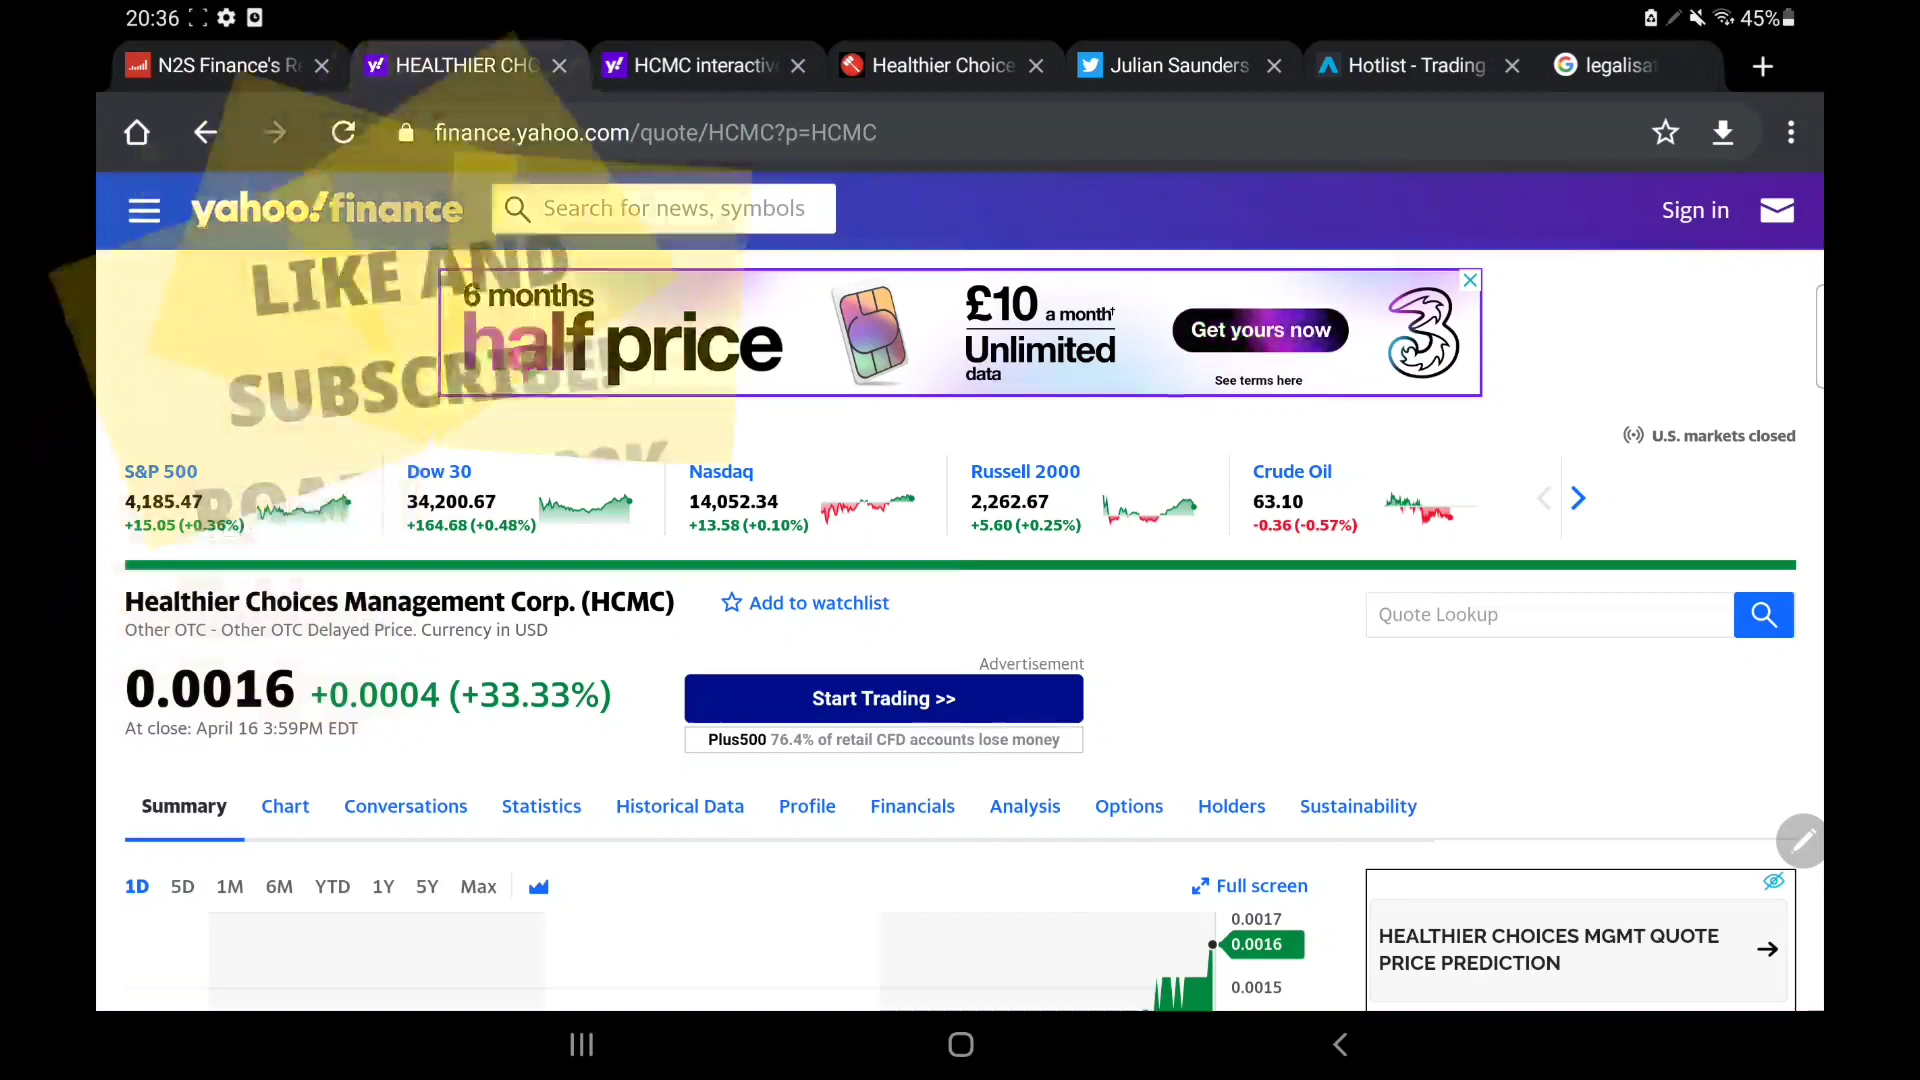 20:36
45%
N2S Finance's Re
HEALTHIER CHO
HCMC interactive
Healthier Choice
Julian Saunders
Hotlist - Trading
legalisat
finance.yahoo.com/quote/HCMC?p=HCMC
yahoo!finance
Search for news, symbols
Sign in
LIKE AND
SUBSCRIBE!
6 months
half price
£10 a month†
Unlimited
data
Get yours now
See terms here
U.S. markets closed
S&P 500
4,185.47
+15.05 (+0.36%)
Dow 30
34,200.67
+164.68 (+0.48%)
Nasdaq
14,052.34
+13.58 (+0.10%)
Russell 2000
2,262.67
+5.60 (+0.25%)
Crude Oil
63.10
-0.36 (-0.57%)
Healthier Choices Management Corp. (HCMC)
Add to watchlist
Other OTC - Other OTC Delayed Price. Currency in USD
Quote Lookup
0.0016 +0.0004 (+33.33%)
At close: April 16 3:59PM EDT
Advertisement
Start Trading >>
Plus500 76.4% of retail CFD accounts lose money
Summary Chart Conversations Statistics Historical Data Profile Financials Analysis Options Holders Sustainability
1D 5D 1M 6M YTD 1Y 5Y Max
Full screen
0.0017
0.0016
0.0015
HEALTHIER CHOICES MGMT QUOTE
PRICE PREDICTION